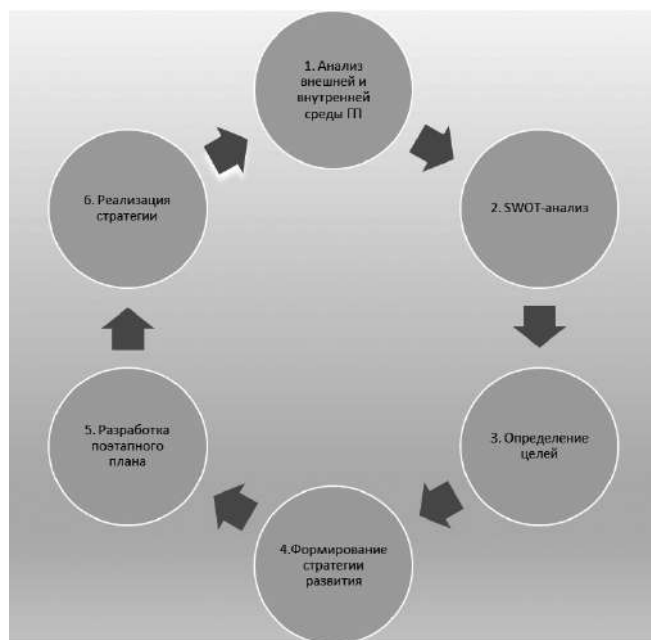 1. Анализ
внешней и
внутренней
среды ГП
2. SWOT-анализ
3. Определение
целей
4.Формирование
стратегии
развития
5. Разработка
поэтапного
плана
6. Реализация
стратегии